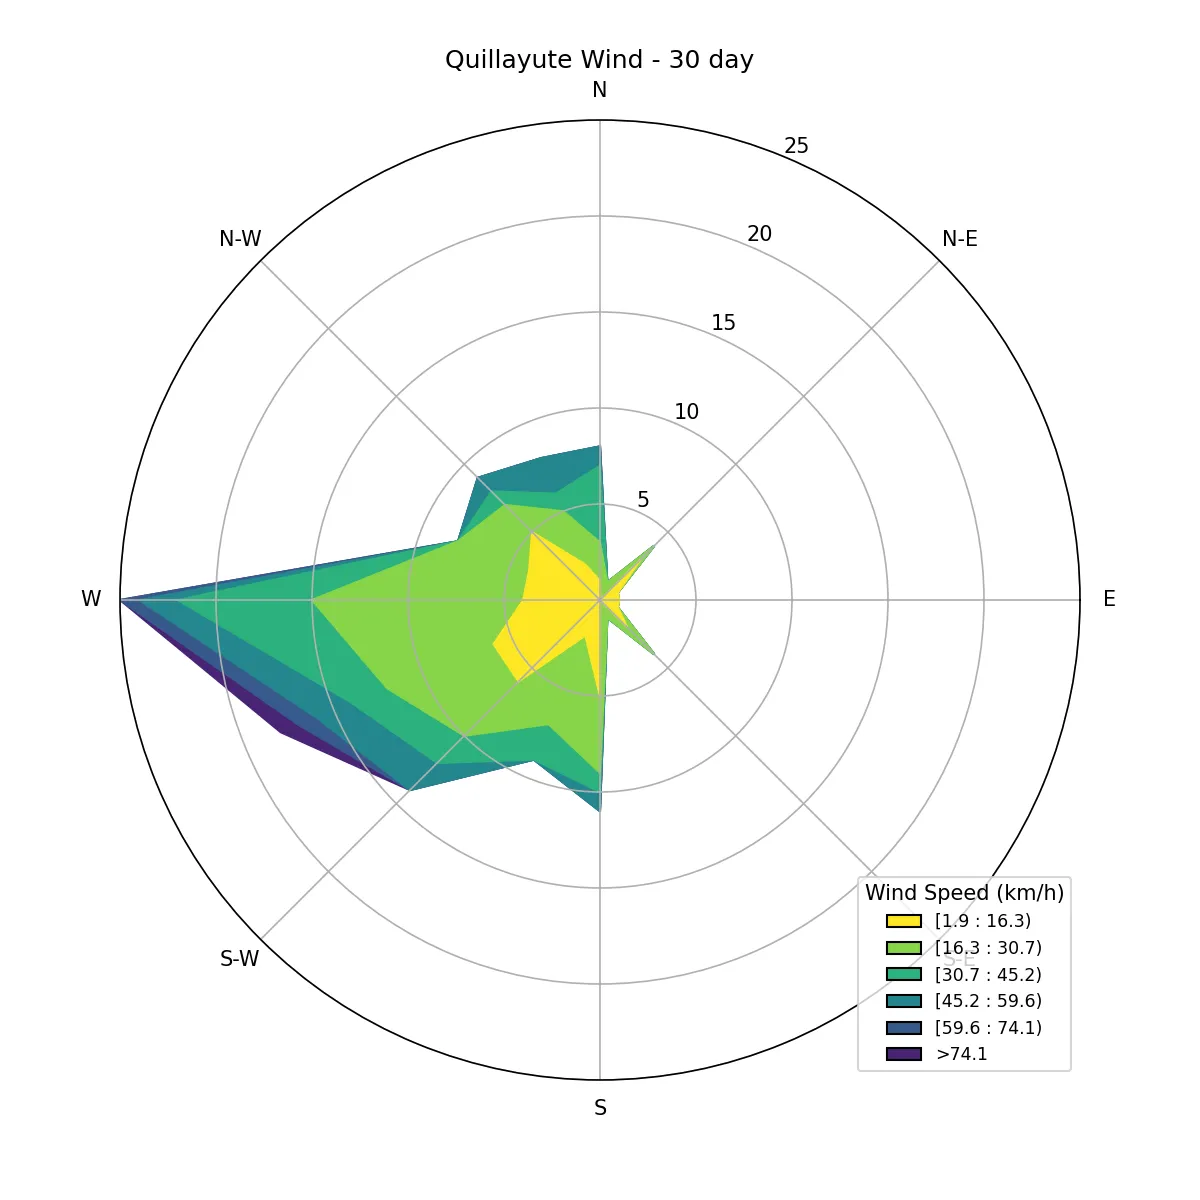 Quillayute Wind - 30 day
N
25
N-W
N-E
20
15
10
5
W
E
S-W
S-E
S
Wind Speed (km/h)
[1.9 : 16.3)
[16.3 : 30.7)
[30.7 : 45.2)
[45.2 : 59.6)
[59.6 : 74.1)
>74.1